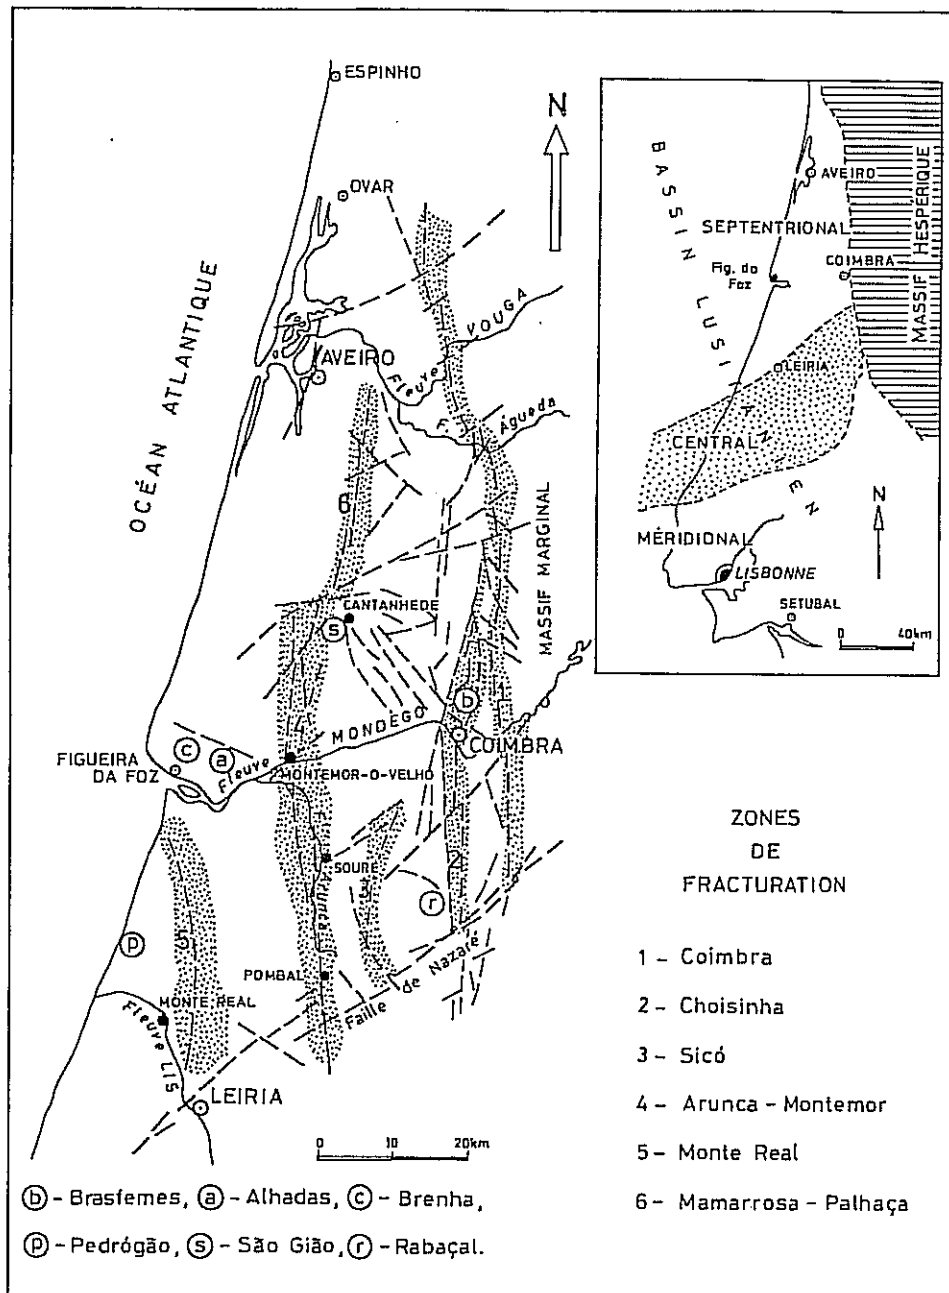 ESPINHO
N
OVAR
OCÉAN ATLANTIQUE
AVEIRO
Fleuve VOUGA
F. Águeda
6
MASSIF MARGINAL
CANTANHEDE
s
b
4
MONDEGO
COIMBRA
c
a
FIGUEIRA
DA FOZ
Fleuve
MONTEMOR-O-VELHO
SOURE
Arunca
3
2
r
p
5
POMBAL
Faille de Nazaré
MONTE REAL
Fleuve LIS
LEIRIA
0 10 20km
BASSIN LUSITANIEN
AVEIRO
SEPTENTRIONAL
Fig. da
Foz
COIMBRA
MASSIF HESPERIQUE
LEIRIA
CENTRAL
N
MÉRIDIONAL
LISBONNE
SETUBAL
0 40km
ZONES
DE
FRACTURATION
1 - Coimbra
2 - Choisinha
3 - Sicó
4 - Arunca - Montemor
5 - Monte Real
6 - Mamarrosa - Palhaça
b - Brasfemes, a - Alhadas, c - Brenha,
p - Pedrógão, s - São Gião, r - Rabaçal.